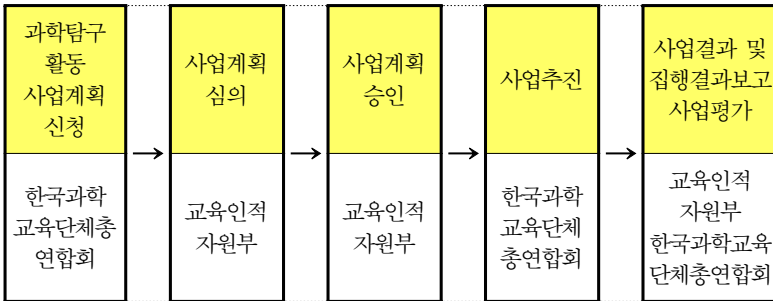 과학탐구
활동
사업계획
신청
한국과학
교육단체총
연합회
사업계획
심의
교육인적
자원부
사업계획
승인
교육인적
자원부
사업추진
한국과학
교육단체
총연합회
사업결과 및
집행결과보고
사업평가
교육인적
자원부
한국과학교육
단체총연합회